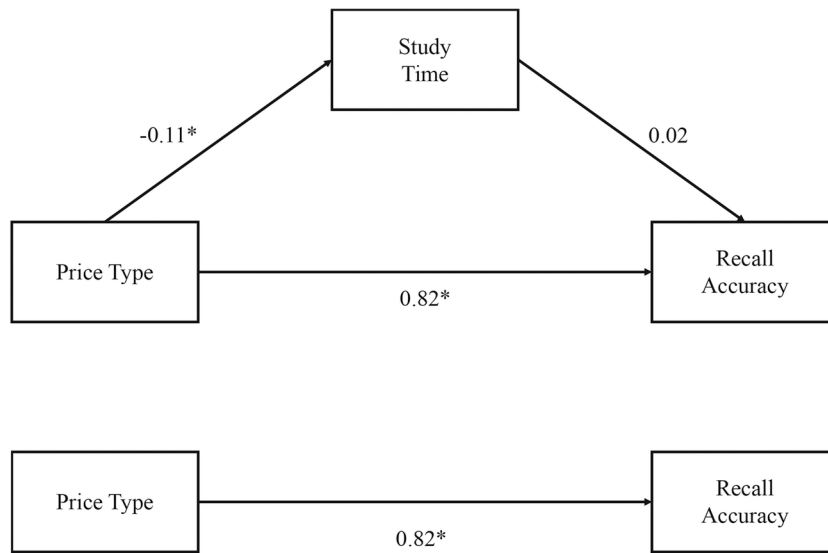 Study
Time
-0.11*
0.02
Price Type
Recall
Accuracy
0.82*
Price Type
Recall
Accuracy
0.82*